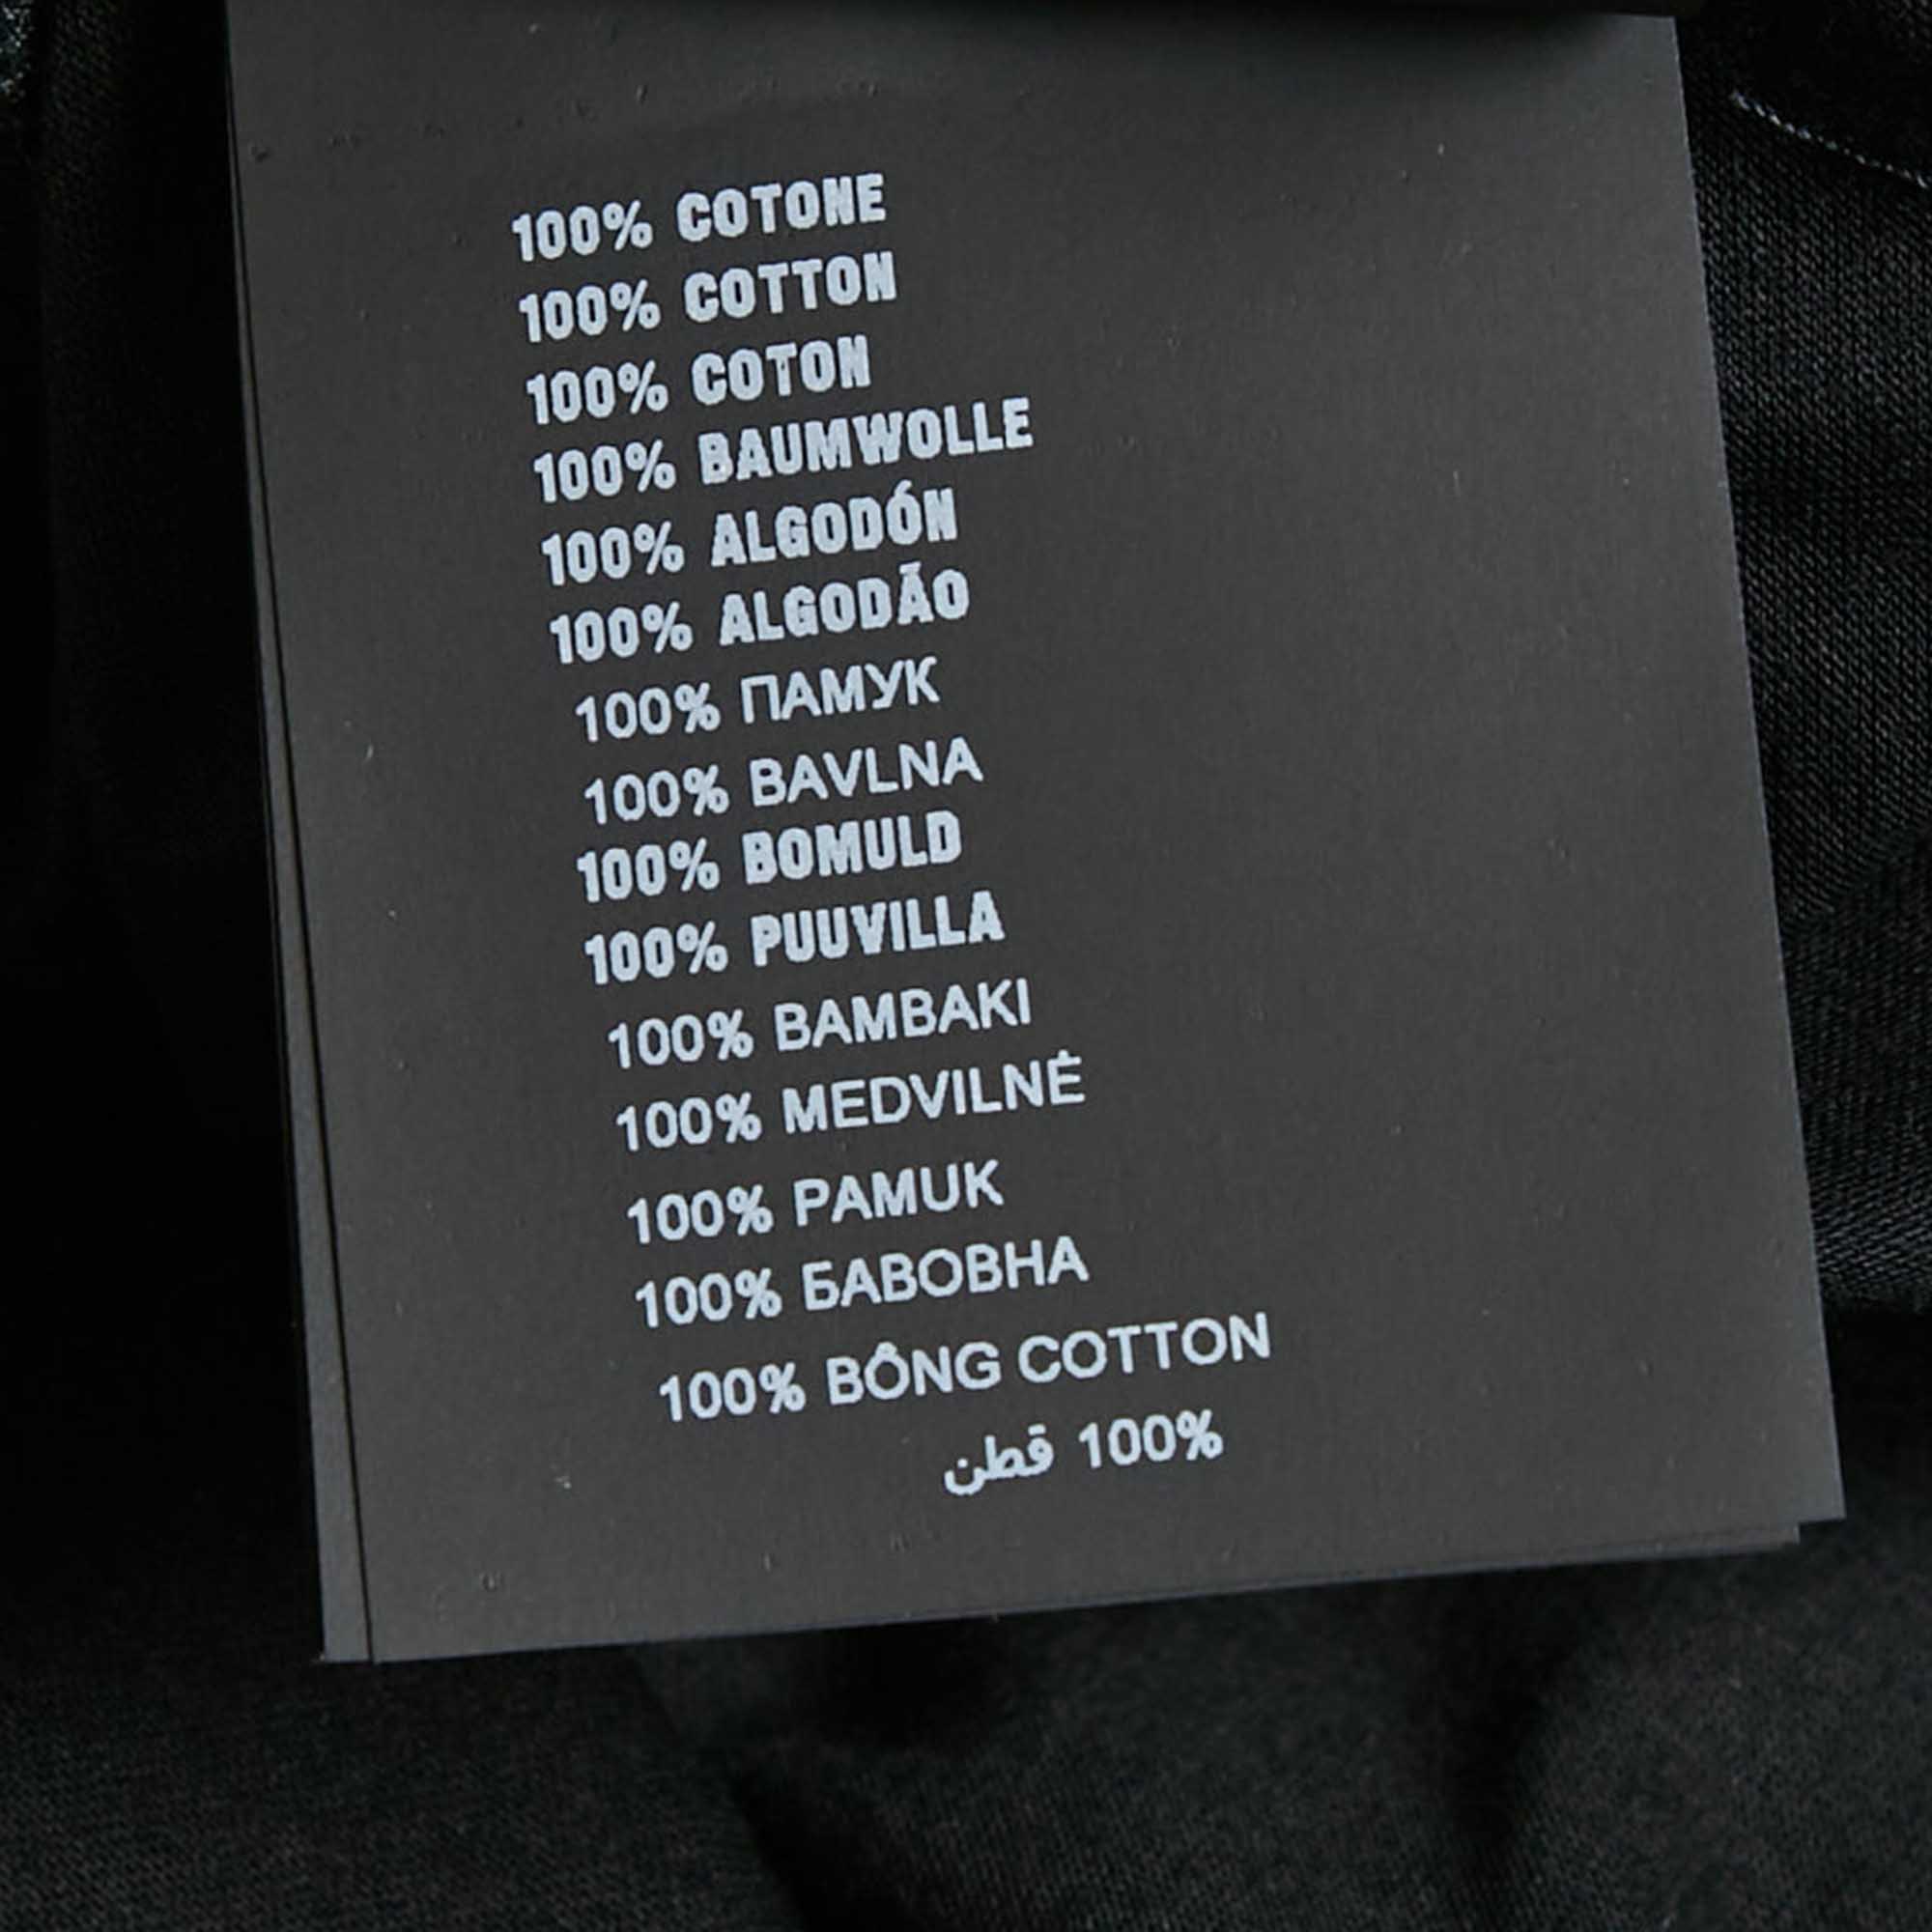 100% COTONE
100% COTTON
100% COTON
100% BAUMWOLLE
100% ALGODÓN
100% ALGODÃO
100% ПАМУК
100% BAVLNA
100% BOMULD
100% PUUVILLA
100% BAMBAKI
100% MEDVILNĖ
100% PAMUK
100% БАВОВНА
100% BÔNG COTTON
100% قطن